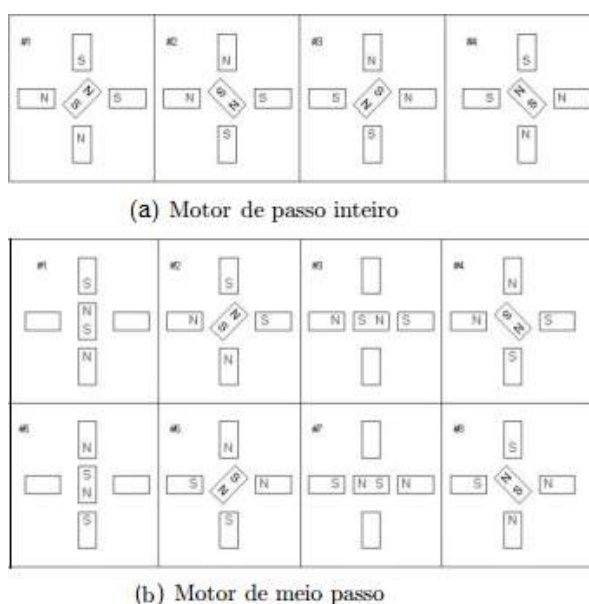 #1 #2 #3 #4
S N N S
N N S S N S N S S N S N S N S N
N S S N
(a) Motor de passo inteiro
#1 #2 #3 #4
S S N
N N N S S N S N S N S N S
S
N N S
#5 #6 #7 #8
N N S
S S S N N S N S N S N S N
N
S S N
(b) Motor de meio passo